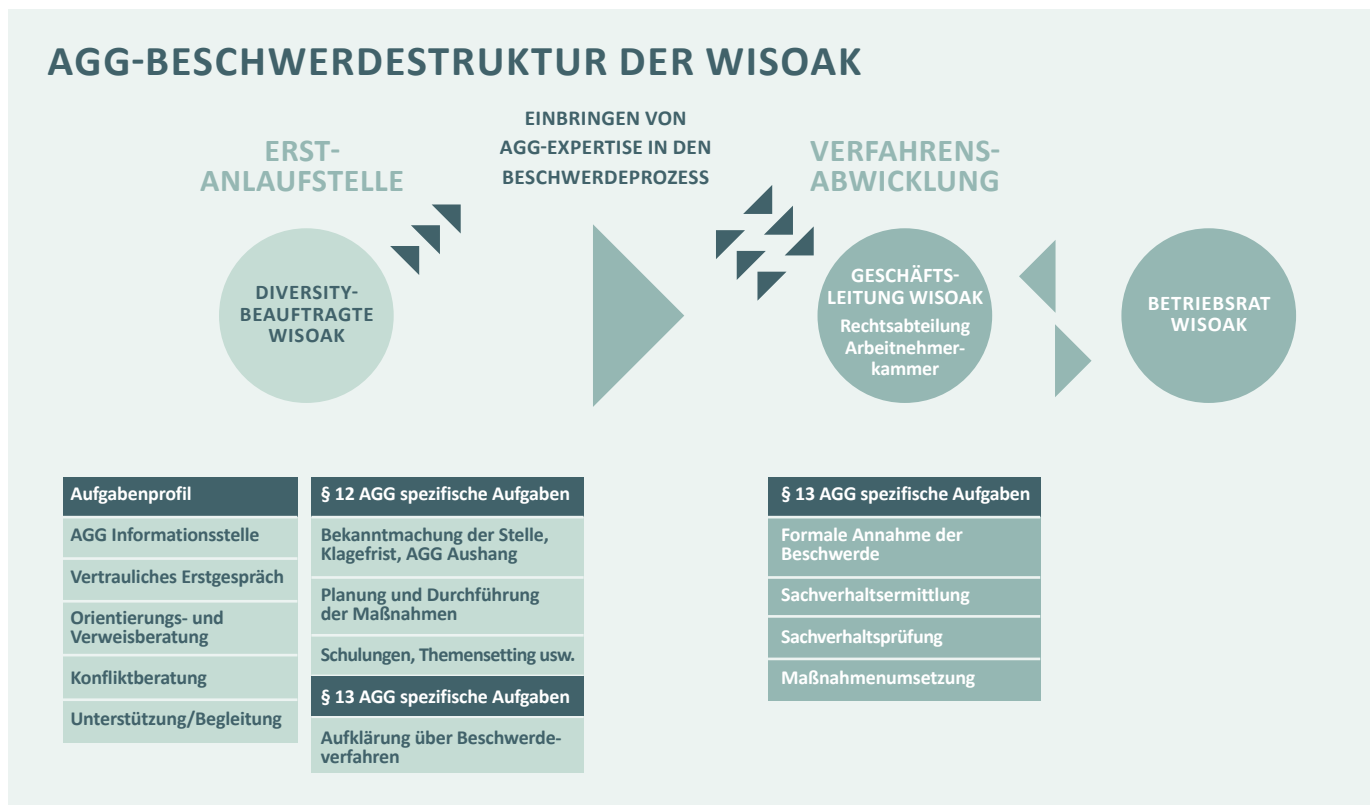 AGG-BESCHWERDESTRUKTUR DER WISOAK
ERST-
ANLAUFSTELLE
EINBRINGEN VON
AGG-EXPERTISE IN DEN
BESCHWERDEPROZESS
VERFAHRENS-
ABWICKLUNG
DIVERSITY-
BEAUFTRAGTE
WISOAK
GESCHÄFTS-
LEITUNG WISOAK
Rechtsabteilung
Arbeitnehmer-
kammer
BETRIEBSRAT
WISOAK
Aufgabenprofil
AGG Informationsstelle
Vertrauliches Erstgespräch
Orientierungs- und
Verweisberatung
Konfliktberatung
Unterstützung/Begleitung
§ 12 AGG spezifische Aufgaben
Bekanntmachung der Stelle,
Klagefrist, AGG Aushang
Planung und Durchführung
der Maßnahmen
Schulungen, Themensetting usw.
§ 13 AGG spezifische Aufgaben
Aufklärung über Beschwerde-
verfahren
§ 13 AGG spezifische Aufgaben
Formale Annahme der
Beschwerde
Sachverhaltsermittlung
Sachverhaltsprüfung
Maßnahmenumsetzung